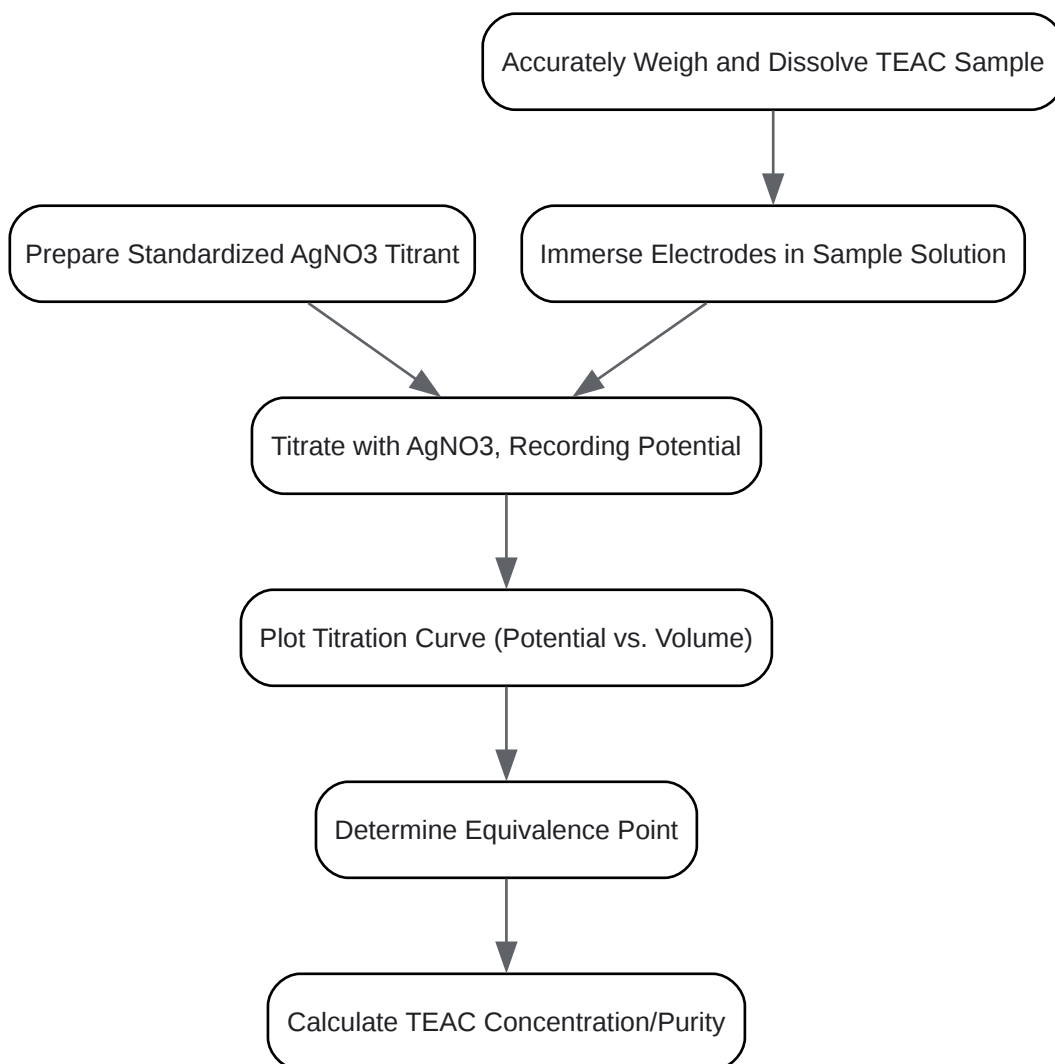 Accurately Weigh and Dissolve TEAC Sample
Prepare Standardized AgNO3 Titrant
Immerse Electrodes in Sample Solution
Titrate with AgNO3, Recording Potential
Plot Titration Curve (Potential vs. Volume)
Determine Equivalence Point
Calculate TEAC Concentration/Purity